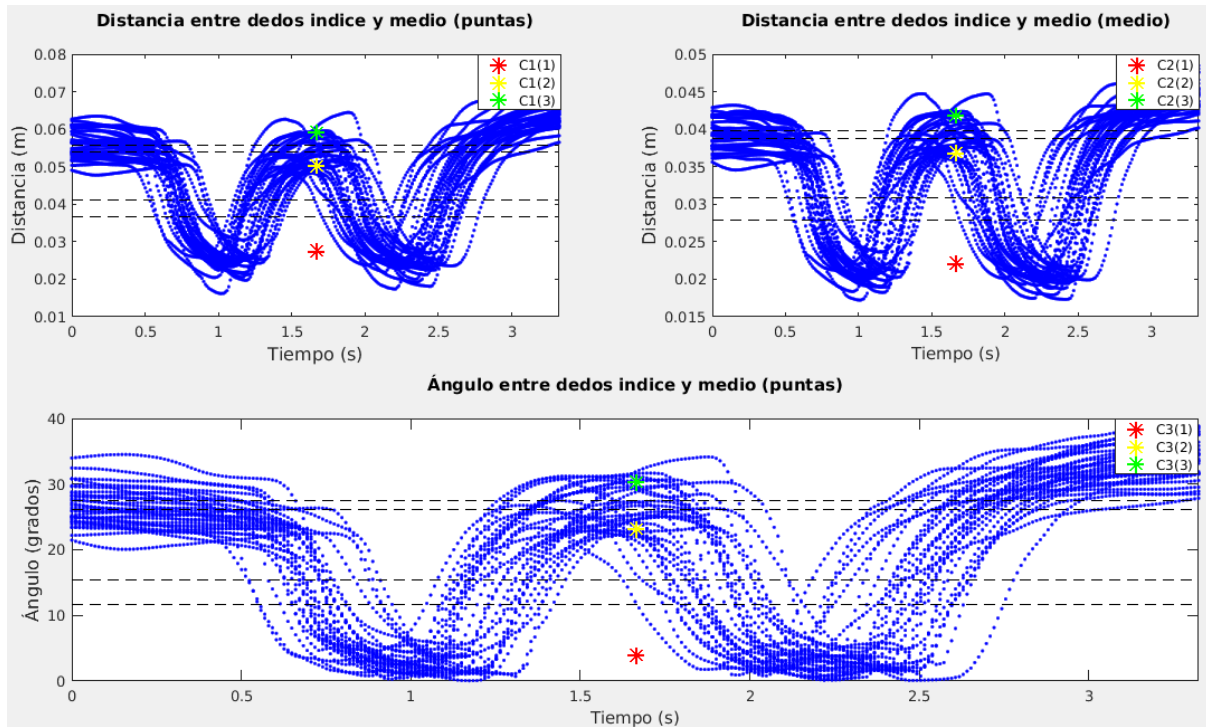 Distancia entre dedos indice y medio (puntas)
0.08
0.07
0.06
0.05
0.04
0.03
0.02
0.01
Distancia (m)
0
0.5
1
1.5
2
2.5
3
Tiempo (s)
C1(1)
C1(2)
C1(3)
Distancia entre dedos indice y medio (medio)
0.05
0.045
0.04
0.035
0.03
0.025
0.02
0.015
Distancia (m)
0
0.5
1
1.5
2
2.5
3
Tiempo (s)
C2(1)
C2(2)
C2(3)
Ángulo entre dedos indice y medio (puntas)
40
30
20
10
0
Ángulo (grados)
0
0.5
1
1.5
2
2.5
3
Tiempo (s)
C3(1)
C3(2)
C3(3)